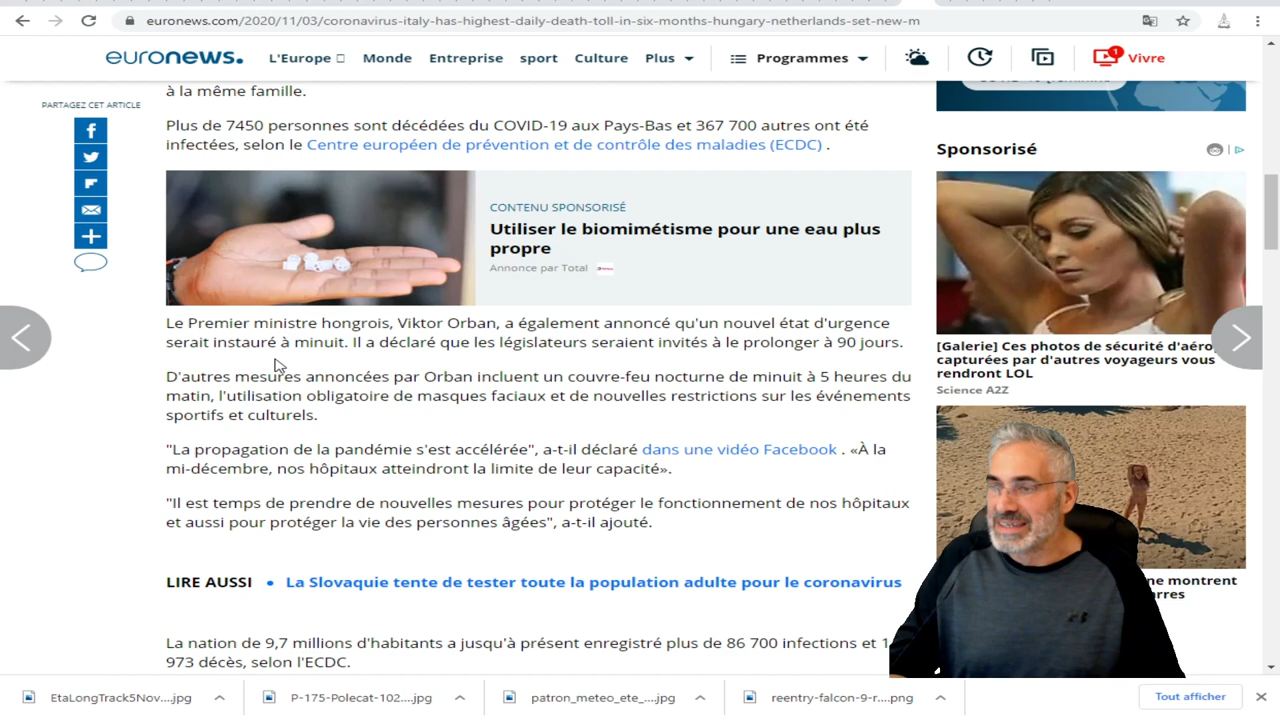 euronews.com/2020/11/03/coronavirus-italy-has-highest-daily-death-toll-in-six-months-hungary-netherlands-set-new-m
euronews.
L'Europe
Monde
Entreprise
sport
Culture
Plus
Programmes
1
Vivre
PARTAGEZ CET ARTICLE
à la même famille.
Plus de 7450 personnes sont décédées du COVID-19 aux Pays-Bas et 367 700 autres ont été
infectées, selon le Centre européen de prévention et de contrôle des maladies (ECDC) .
CONTENU SPONSORISÉ
Utiliser le biomimétisme pour une eau plus
propre
Annonce par Total
Le Premier ministre hongrois, Viktor Orban, a également annoncé qu'un nouvel état d'urgence
serait instauré à minuit. Il a déclaré que les législateurs seraient invités à le prolonger à 90 jours.
D'autres mesures annoncées par Orban incluent un couvre-feu nocturne de minuit à 5 heures du
matin, l'utilisation obligatoire de masques faciaux et de nouvelles restrictions sur les événements
sportifs et culturels.
"La propagation de la pandémie s'est accélérée", a-t-il déclaré dans une vidéo Facebook . «À la
mi-décembre, nos hôpitaux atteindront la limite de leur capacité».
"Il est temps de prendre de nouvelles mesures pour protéger le fonctionnement de nos hôpitaux
et aussi pour protéger la vie des personnes âgées", a-t-il ajouté.
LIRE AUSSI • La Slovaquie tente de tester toute la population adulte pour le coronavirus
La nation de 9,7 millions d'habitants a jusqu'à présent enregistré plus de 86 700 infections et 1
973 décès, selon l'ECDC.
Sponsorisé
[Galerie] Ces photos de sécurité d'aéro
capturées par d'autres voyageurs vous
rendront LOL
Science A2Z
ne montrent
EtaLongTrack5Nov....jpg
P-175-Polecat-102....jpg
patron_meteo_ete_....jpg
reentry-falcon-9-r....png
Tout afficher